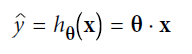 ŷ = h_θ(x) = θ · x